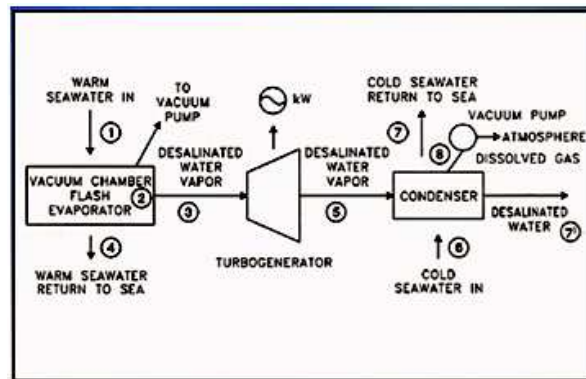 WARM
SEAWATER IN
1
TO
VACUUM
PUMP
kW
COLD SEAWATER
RETURN TO SEA
7
VACUUM PUMP
8
ATMOSPHERE
DISSOLVED GAS
DESALINATED
WATER
VAPOR
DESALINATED
WATER
VAPOR
VACUUM CHAMBER
FLASH
EVAPORATOR
2
3
5
CONDENSER
DESALINATED
WATER
4
TURBOGENERATOR
6
WARM SEAWATER
RETURN TO SEA
COLD
SEAWATER IN